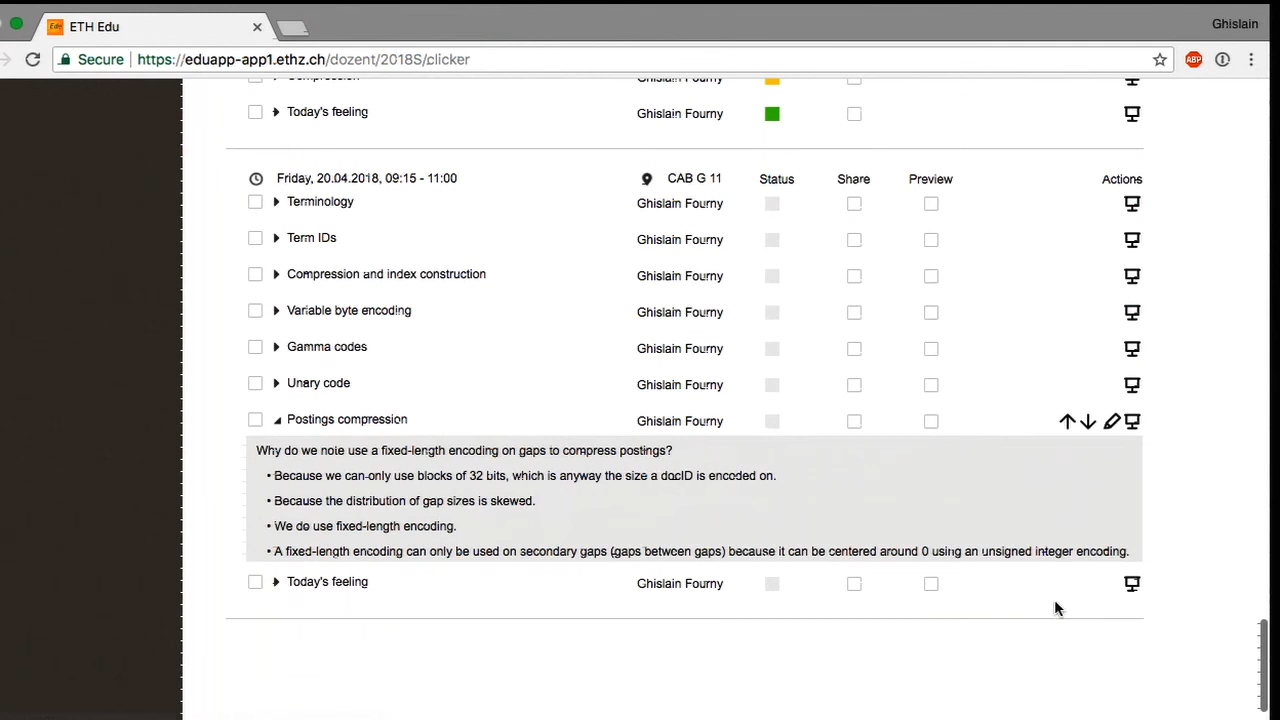 ETH Edu
Ghislain
Secure https://eduapp-app1.ethz.ch/dozent/2018S/clicker
ABP
Compression
Today's feeling Ghislain Fourny
Friday, 20.04.2018, 09:15 - 11:00 CAB G 11 Status Share Preview Actions
Terminology Ghislain Fourny
Term IDs Ghislain Fourny
Compression and index construction Ghislain Fourny
Variable byte encoding Ghislain Fourny
Gamma codes Ghislain Fourny
Unary code Ghislain Fourny
Postings compression Ghislain Fourny
Why do we note use a fixed-length encoding on gaps to compress postings?
• Because we can only use blocks of 32 bits, which is anyway the size a docID is encoded on.
• Because the distribution of gap sizes is skewed.
• We do use fixed-length encoding.
• A fixed-length encoding can only be used on secondary gaps (gaps between gaps) because it can be centered around 0 using an unsigned integer encoding.
Today's feeling Ghislain Fourny